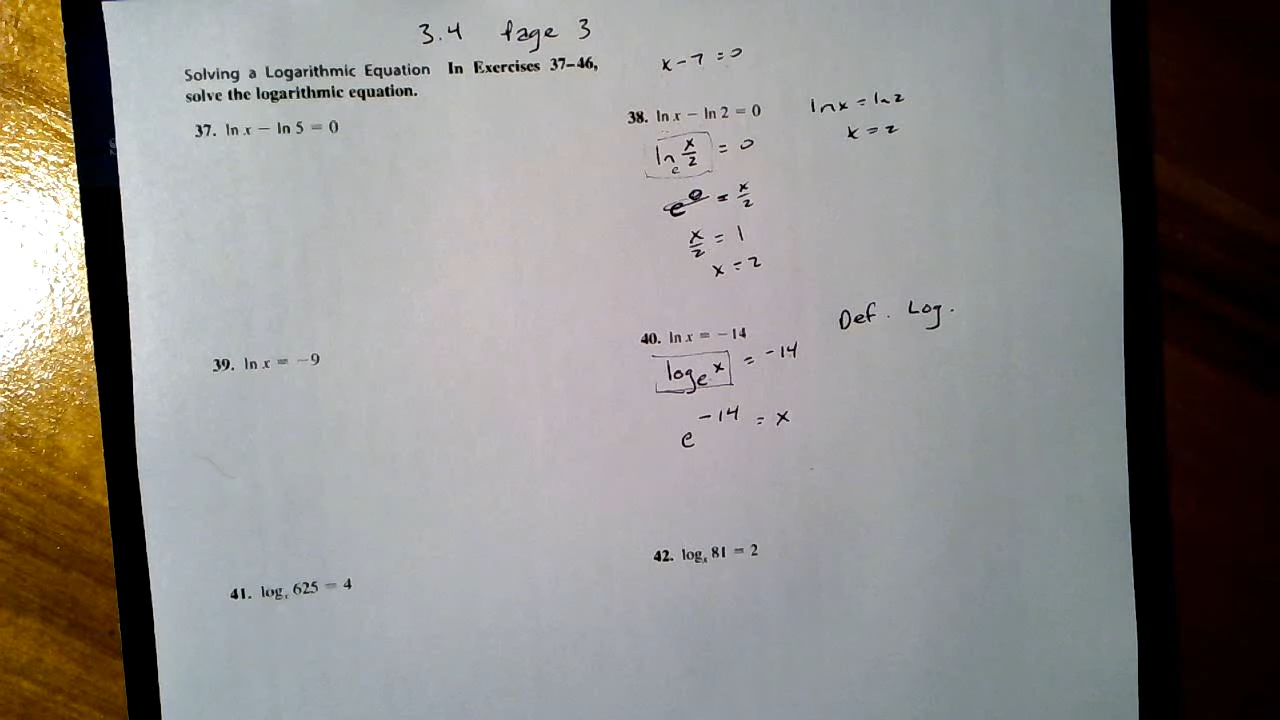 3.4 Page 3
Solving a Logarithmic Equation In Exercises 37–46,
solve the logarithmic equation.
x - 7 = 0
37. ln x − ln 5 = 0
38. ln x − ln 2 = 0
ln x = ln 2
x = 2
ln_e x/2 = 0
e^0 = x/2
x/2 = 1
x = 2
39. ln x = −9
40. ln x = −14
Def. Log.
log_e x = -14
e^-14 = x
41. log_x 625 = 4
42. log_x 81 = 2